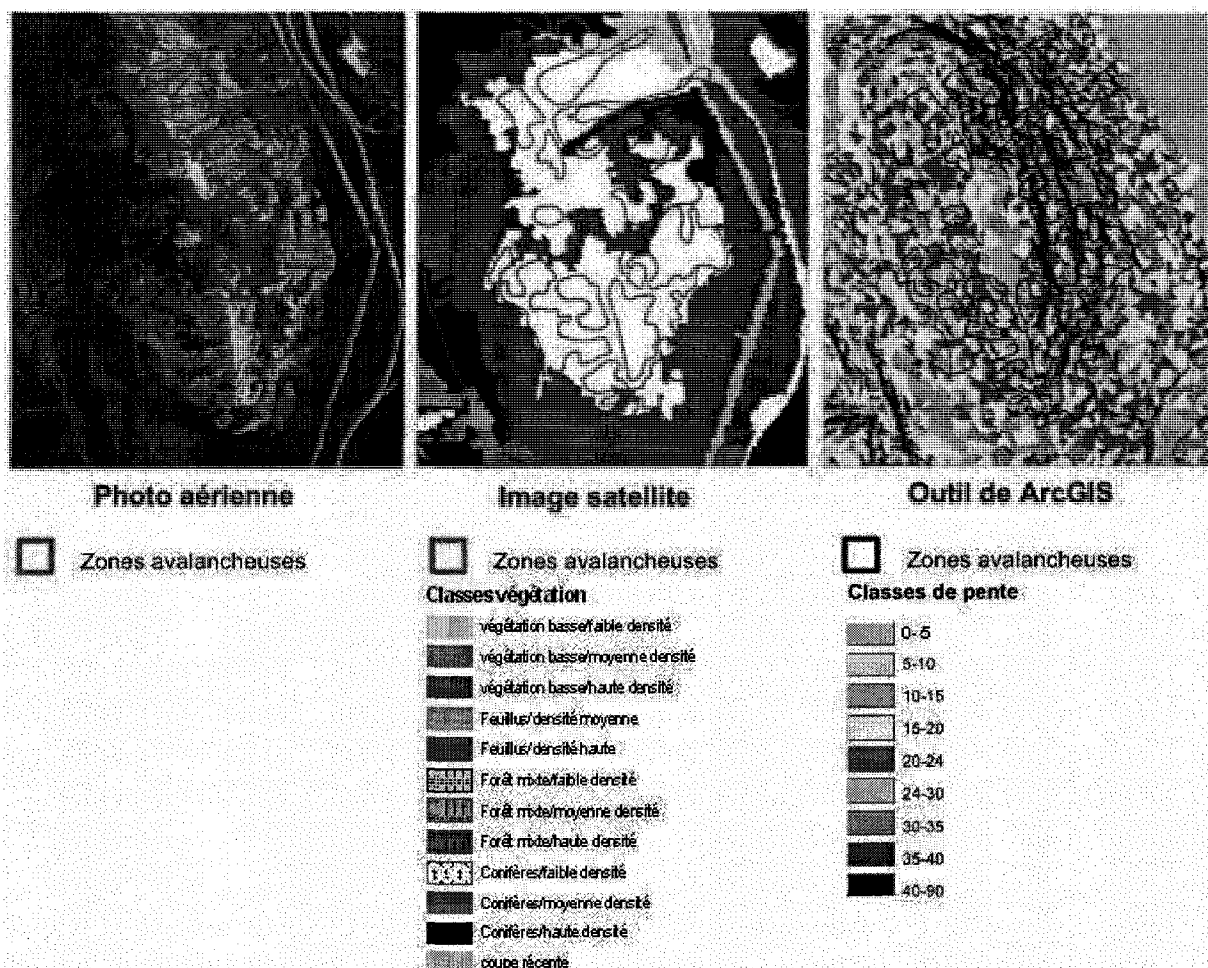 Photo aérienne
Zones avalancheuses
Image satellite
Zones avalancheuses
Classes végétation
végétation basse/faible densité
végétation basse/moyenne densité
végétation basse/haute densité
Feuillus/densité moyenne
Feuillus/densité haute
Forêt mixte/faible densité
Forêt mixte/moyenne densité
Forêt mixte/haute densité
Conifères/faible densité
Conifères/moyenne densité
Conifères/haute densité
coupe récente
Outil de ArcGIS
Zones avalancheuses
Classes de pente
0-5
5-10
10-15
15-20
20-24
24-30
30-35
35-40
40-90